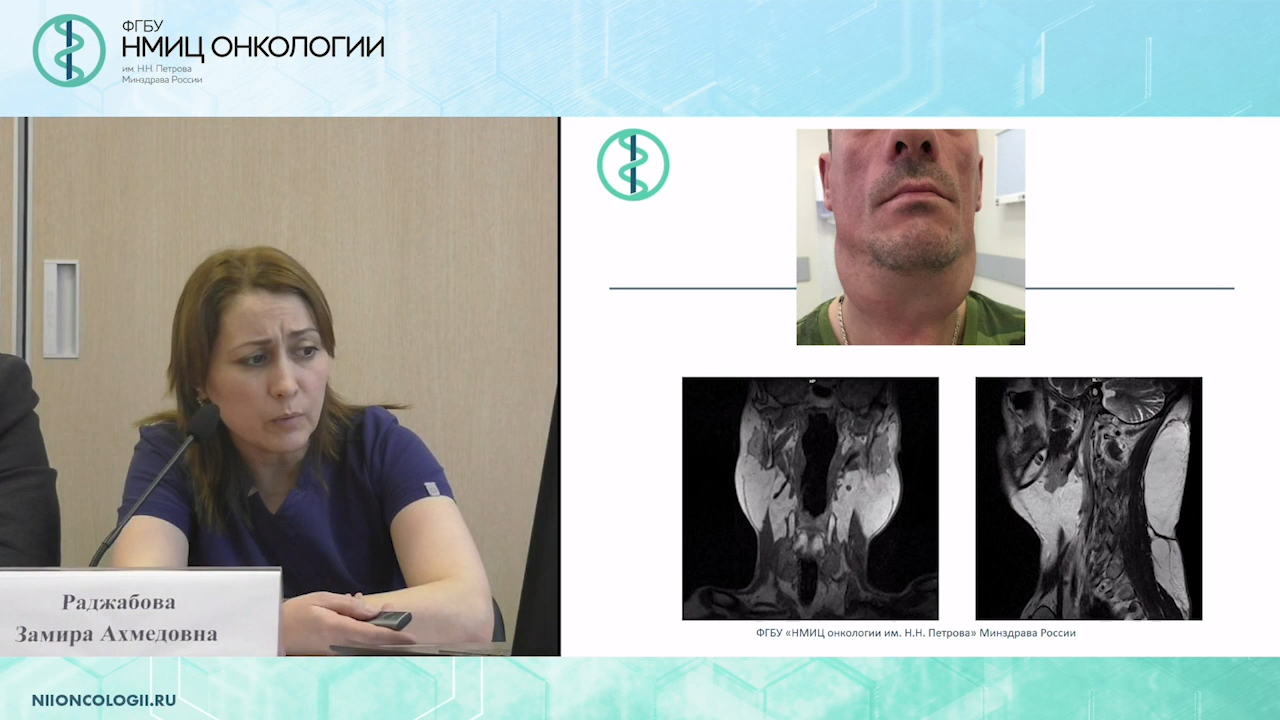 ФГБУ
НМИЦ ОНКОЛОГИИ
им. Н.Н. Петрова
Минздрава России
Раджабова
Замира Ахмедовна
ФГБУ «НМИЦ онкологии им. Н.Н. Петрова» Минздрава России
NIIONCOLOGII.RU